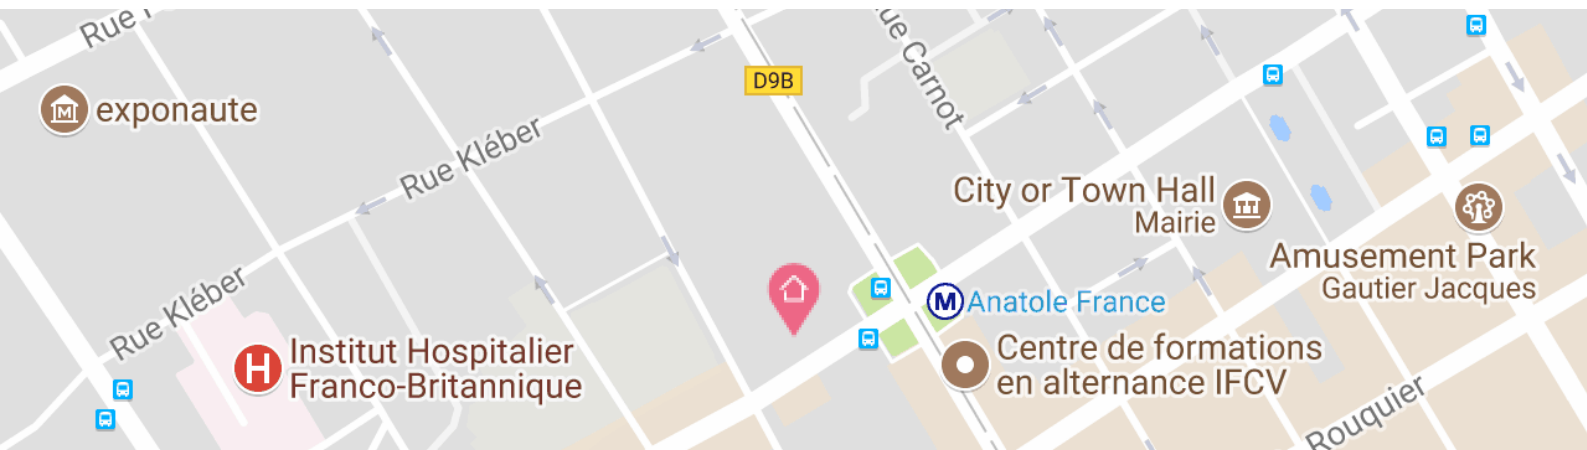 Rue
ue Carnot
D9B
M
exponaute
Rue Kléber
City or Town Hall
Mairie
Amusement Park
Gautier Jacques
Rue Kléber
M
Anatole France
H
Institut Hospitalier
Franco-Britannique
Centre de formations
en alternance IFCV
Rouquier